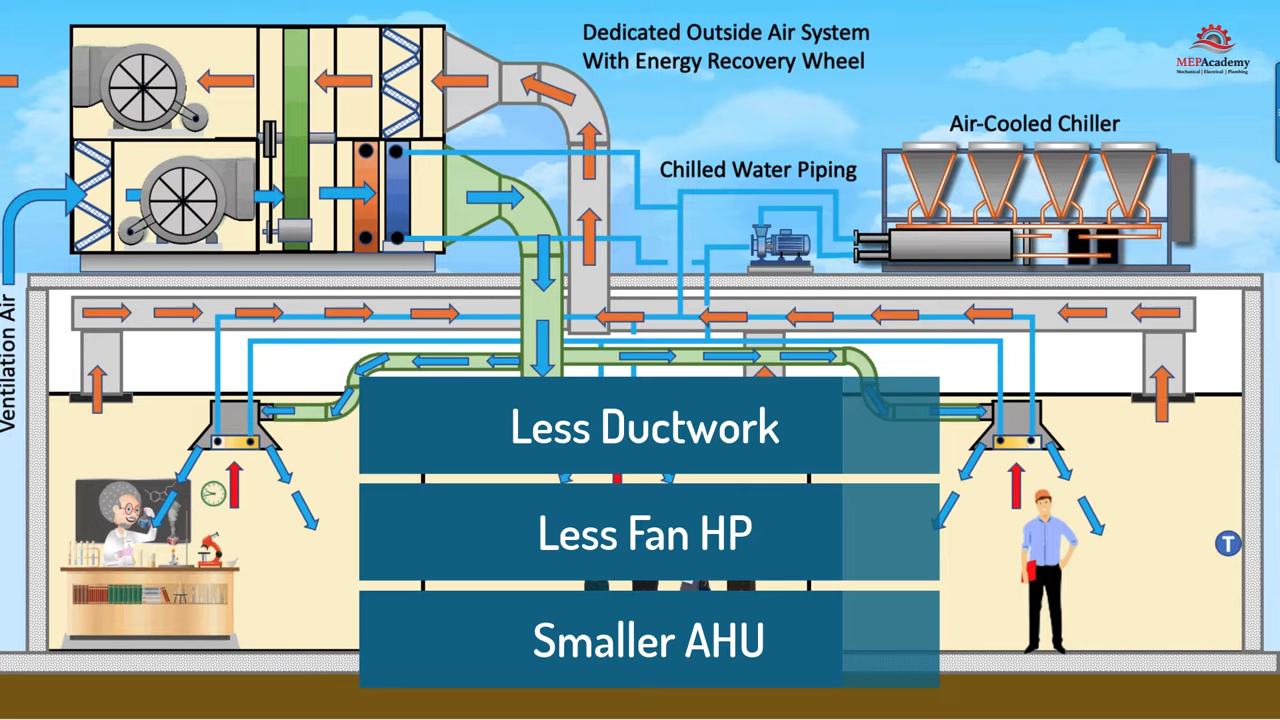 Dedicated Outside Air System
With Energy Recovery Wheel
MEPAcademy
Mechanical | Electrical | Plumbing
Air-Cooled Chiller
Chilled Water Piping
Ventilation Air
Less Ductwork
Less Fan HP
Smaller AHU
T